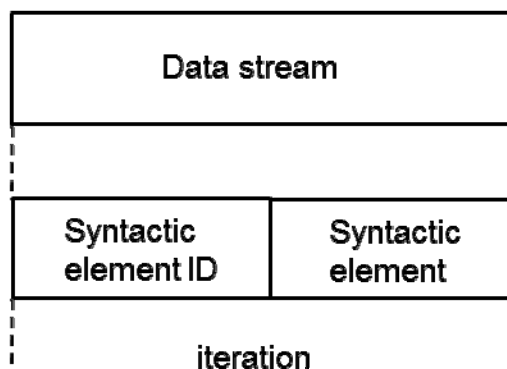 Data stream
Syntactic Syntactic
element ID element
iteration